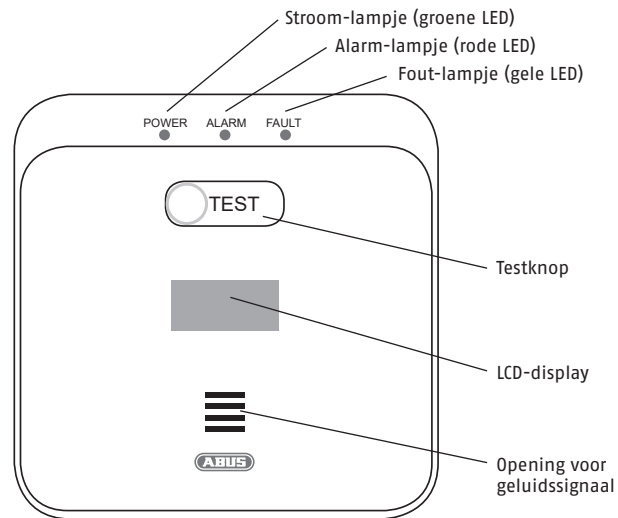 Stroom-lampje (groene LED)
Alarm-lampje (rode LED)
Fout-lampje (gele LED)
POWER ALARM FAULT
TEST
Testknop
LCD-display
ABUS
Opening voor
geluidssignaal